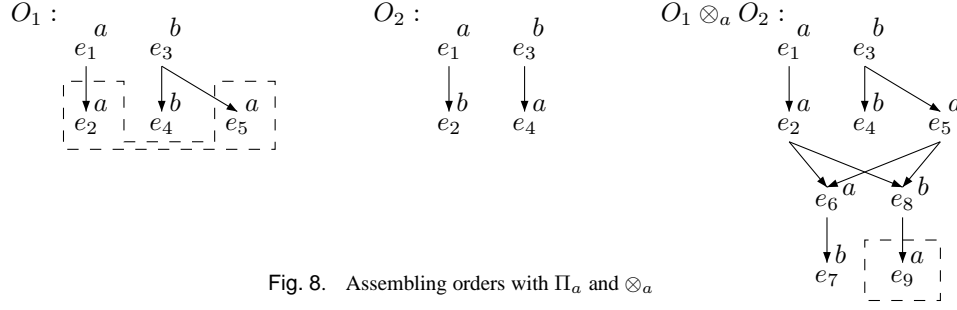 O₁ : O₂ : O₁ ⊗ₐ O₂ :
a b a b a b
e₁ e₃ e₁ e₃ e₁ e₃
a b a b a a b a
e₂ e₄ e₅ e₂ e₄ e₂ e₄ e₅
a b
e₆ e₈
b a
e₇ e₉
Fig. 8. Assembling orders with Πₐ and ⊗ₐ